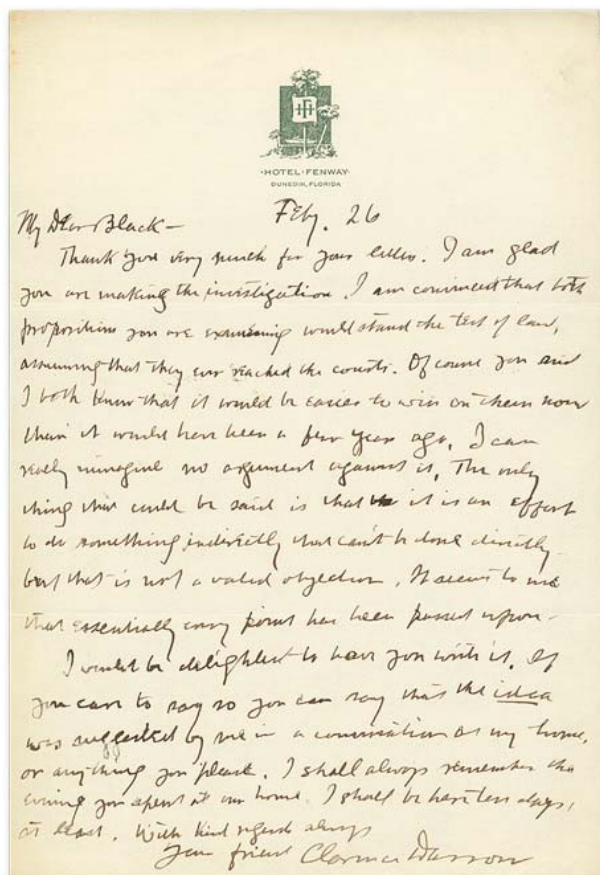 HF
·HOTEL·FENWAY·
DUNEDIN, FLORIDA
Feby. 26
My Dear Black—
Thank you very much for your letter. I am glad
you are making the investigation. I am convinced that both
propositions you are examining would stand the test of law,
assuming that they ever reached the courts. Of course you and
I both know that it would be easier to win on them now
than it would have been a few years ago. I can
really imagine no argument against it. The only
thing that could be said is that it is an effort
to do something indirectly that can't be done directly
but that is not a valid objection. It seems to me
that essentially every point has been passed upon—
I would be delighted to have you write it. If
you care to say so you can say that the idea
was suggested by me in a conversation at my home,
or anything you please. I shall always remember the
evening you spent at our home. I shall be here ten days,
at least. With kind regards always
Your friend Clarence Darrow